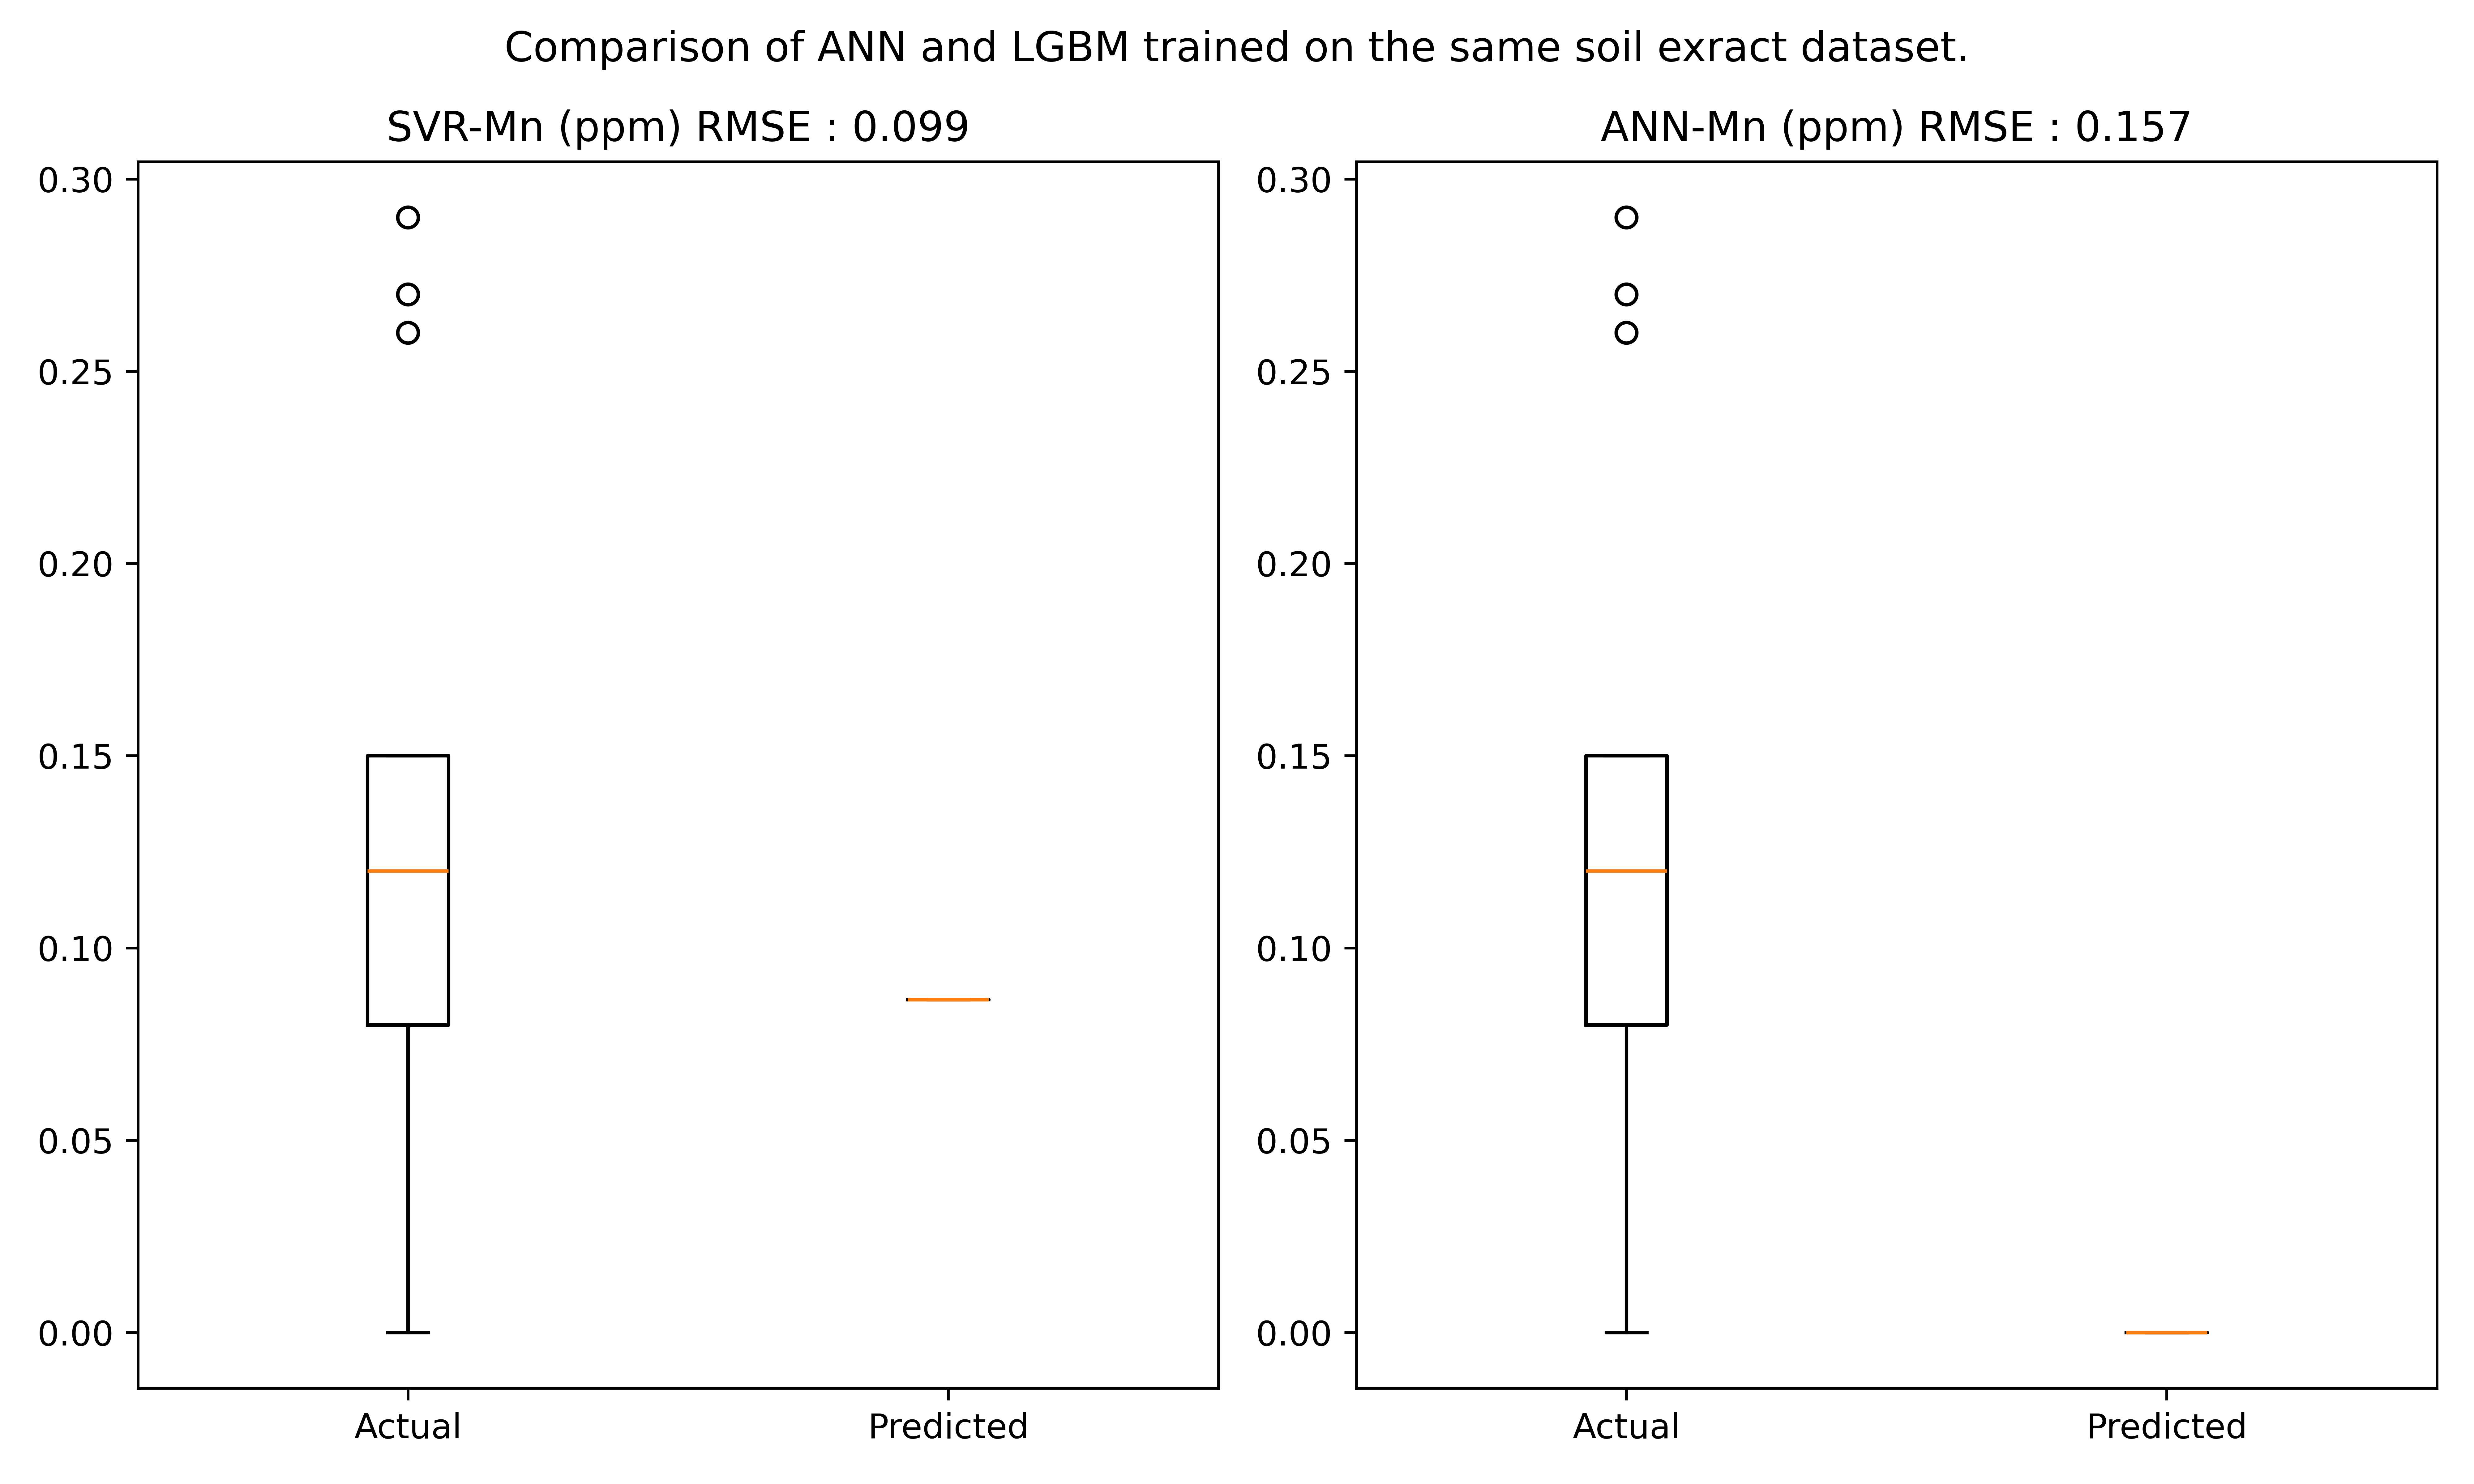 Comparison of ANN and LGBM trained on the same soil exract dataset.
SVR-Mn (ppm) RMSE : 0.099
0.30
0.25
0.20
0.15
0.10
0.05
0.00
Actual
Predicted
ANN-Mn (ppm) RMSE : 0.157
0.30
0.25
0.20
0.15
0.10
0.05
0.00
Actual
Predicted